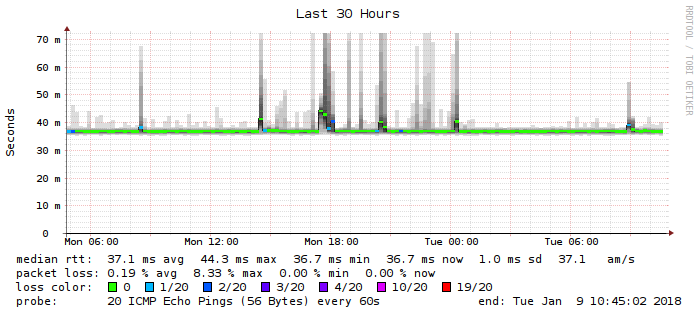 Last 30 Hours
RRDTOOL / TOBI OETIKER
Seconds
70 m
60 m
50 m
40 m
30 m
20 m
10 m
0
Mon 06:00 Mon 12:00 Mon 18:00 Tue 00:00 Tue 06:00
median rtt: 37.1 ms avg 44.3 ms max 36.7 ms min 36.7 ms now 1.0 ms sd 37.1 am/s
packet loss: 0.19 % avg 8.33 % max 0.00 % min 0.00 % now
loss color: 0 1/20 2/20 3/20 4/20 10/20 19/20
probe: 20 ICMP Echo Pings (56 Bytes) every 60s end: Tue Jan 9 10:45:02 2018